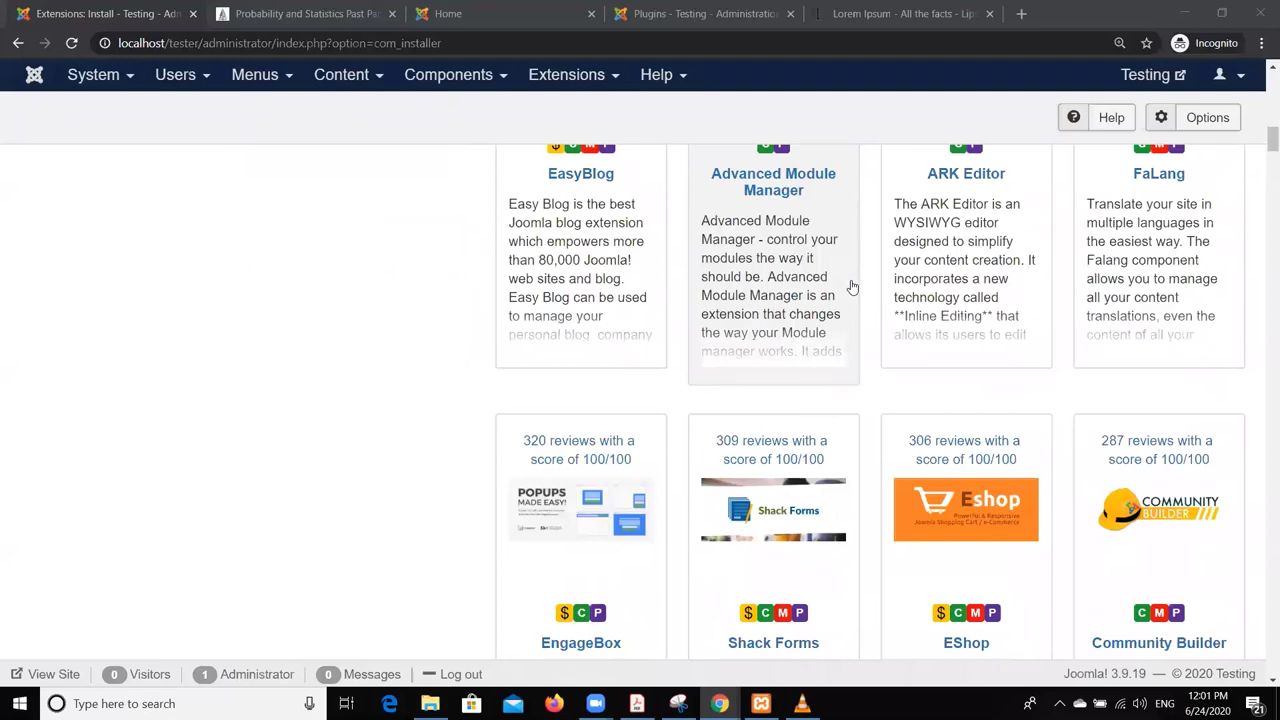 Extensions: Install - Testing - Adm
Probability and Statistics Past Pa
Home
Plugins - Testing - Administratio
Lorem Ipsum - All the facts - Lip
localhost/tester/administrator/index.php?option=com_installer
Incognito
System
Users
Menus
Content
Components
Extensions
Help
Testing
Help
Options
EasyBlog
Easy Blog is the best
Joomla blog extension
which empowers more
than 80,000 Joomla!
web sites and blog.
Easy Blog can be used
to manage your
personal blog, company
Advanced Module
Manager
Advanced Module
Manager - control your
modules the way it
should be. Advanced
Module Manager is an
extension that changes
the way your Module
manager works. It adds
ARK Editor
The ARK Editor is an
WYSIWYG editor
designed to simplify
your content creation. It
incorporates a new
technology called
**Inline Editing** that
allows its users to edit
FaLang
Translate your site in
multiple languages in
the easiest way. The
Falang component
allows you to manage
all your content
translations, even the
content of all your
320 reviews with a
score of 100/100
POPUPS
MADE EASY!
$ C P
EngageBox
309 reviews with a
score of 100/100
Shack Forms
$ C M P
Shack Forms
306 reviews with a
score of 100/100
Eshop
Powerful & Responsive
Joomla Shopping Cart / e-Commerce
$ C M P
EShop
287 reviews with a
score of 100/100
COMMUNITY
BUILDER
C M P
Community Builder
View Site
0 Visitors
1 Administrator
0 Messages
Log out
Joomla! 3.9.19 — © 2020 Testing
Type here to search
ENG
12:01 PM
6/24/2020
21